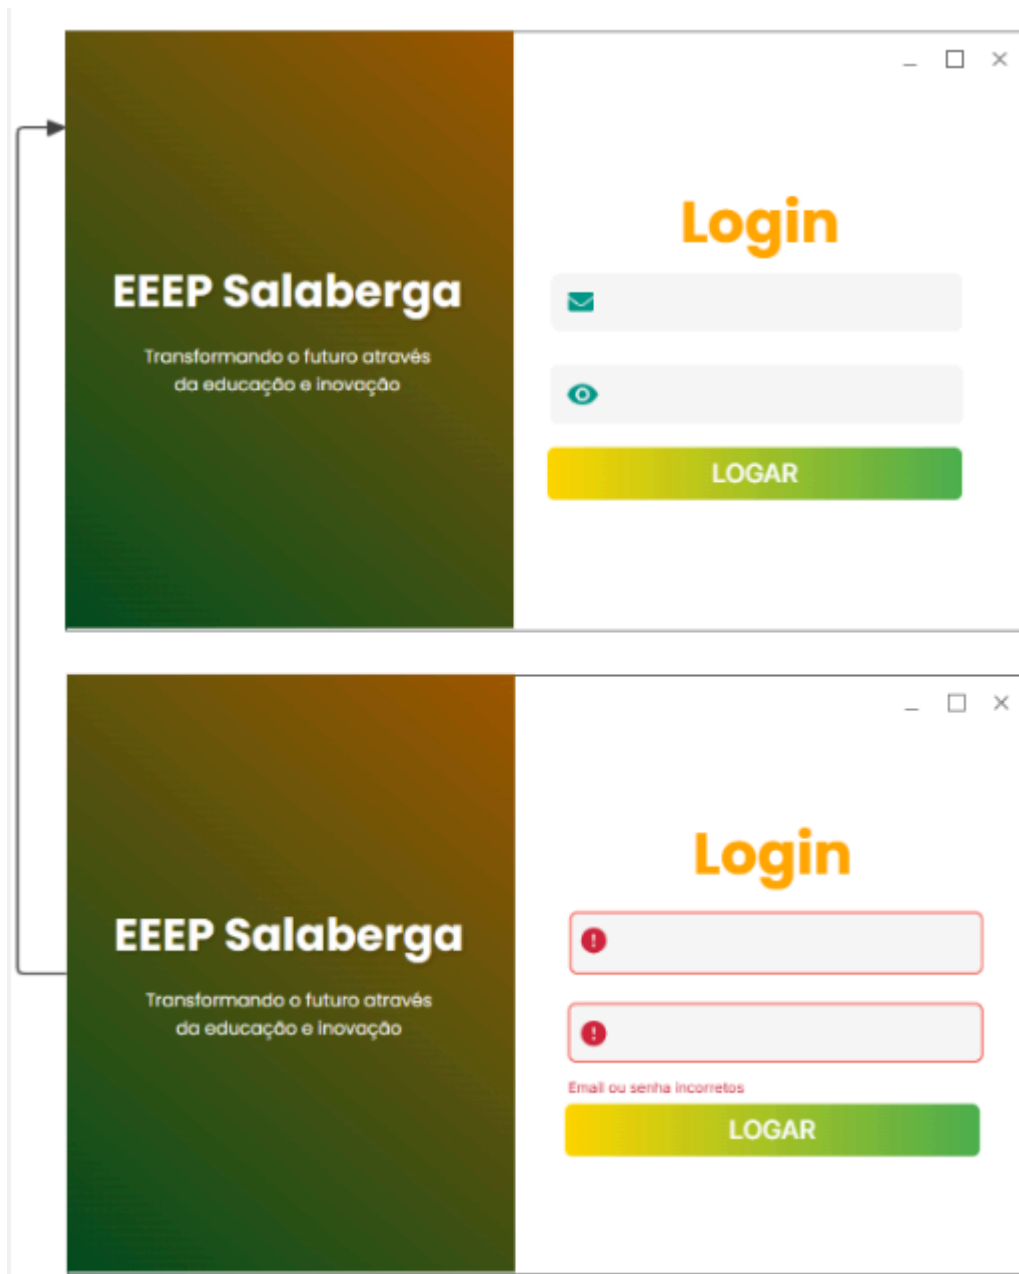 EEEP Salaberga
Transformando o futuro através
da educação e inovação
Login
LOGAR
EEEP Salaberga
Transformando o futuro através
da educação e inovação
Login
Email ou senha incorretos
LOGAR